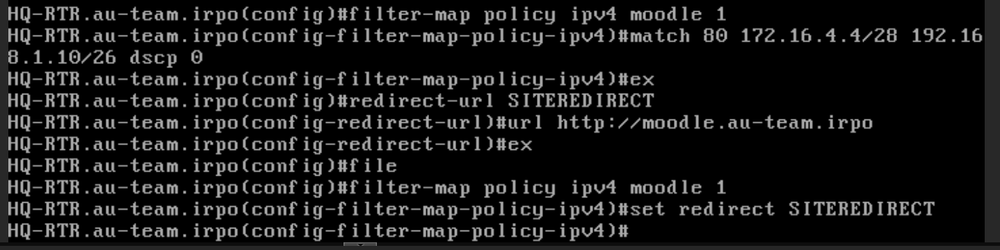 HQ-RTR.au-team.irpo(config)#filter-map policy ipv4 moodle 1
HQ-RTR.au-team.irpo(config-filter-map-policy-ipv4)#match 80 172.16.4.4/28 192.16
8.1.10/26 dscp 0
HQ-RTR.au-team.irpo(config-filter-map-policy-ipv4)#ex
HQ-RTR.au-team.irpo(config)#redirect-url SITEREDIRECT
HQ-RTR.au-team.irpo(config-redirect-url)#url http://moodle.au-team.irpo
HQ-RTR.au-team.irpo(config-redirect-url)#ex
HQ-RTR.au-team.irpo(config)#file
HQ-RTR.au-team.irpo(config)#filter-map policy ipv4 moodle 1
HQ-RTR.au-team.irpo(config-filter-map-policy-ipv4)#set redirect SITEREDIRECT
HQ-RTR.au-team.irpo(config-filter-map-policy-ipv4)#